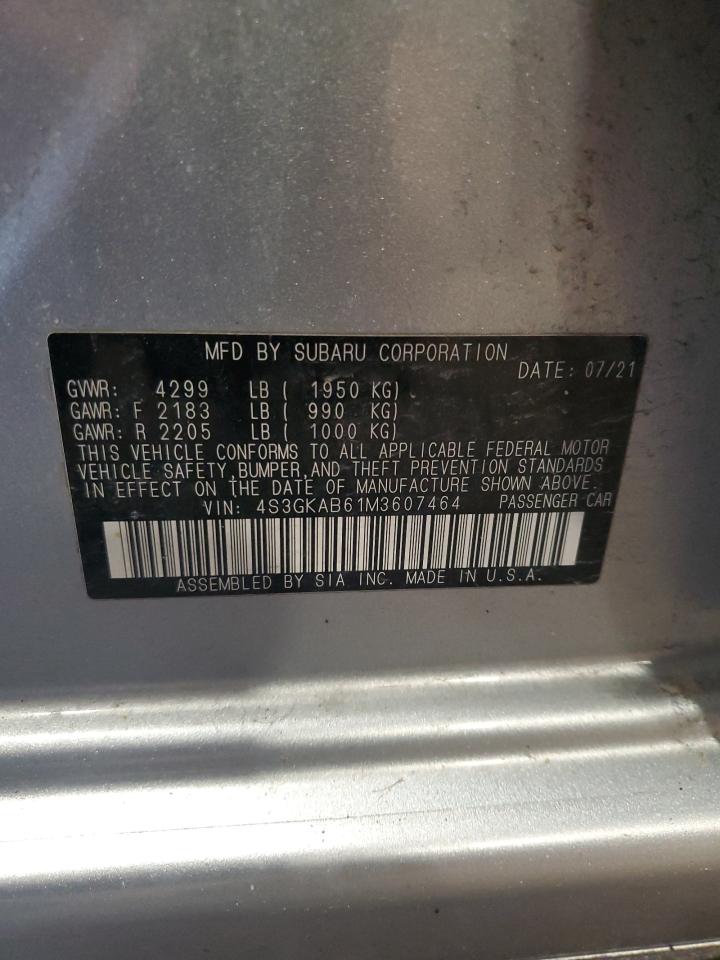 MFD BY SUBARU CORPORATION
DATE: 07/21
GVWR: 4299 LB ( 1950 KG)
GAWR: F 2183 LB ( 990 KG)
GAWR: R 2205 LB ( 1000 KG)
THIS VEHICLE CONFORMS TO ALL APPLICABLE FEDERAL MOTOR
VEHICLE SAFETY, BUMPER, AND THEFT PREVENTION STANDARDS
IN EFFECT ON THE DATE OF MANUFACTURE SHOWN ABOVE.
VIN: 4S3GKAB61M3607464 PASSENGER CAR
ASSEMBLED BY SIA INC. MADE IN U.S.A.